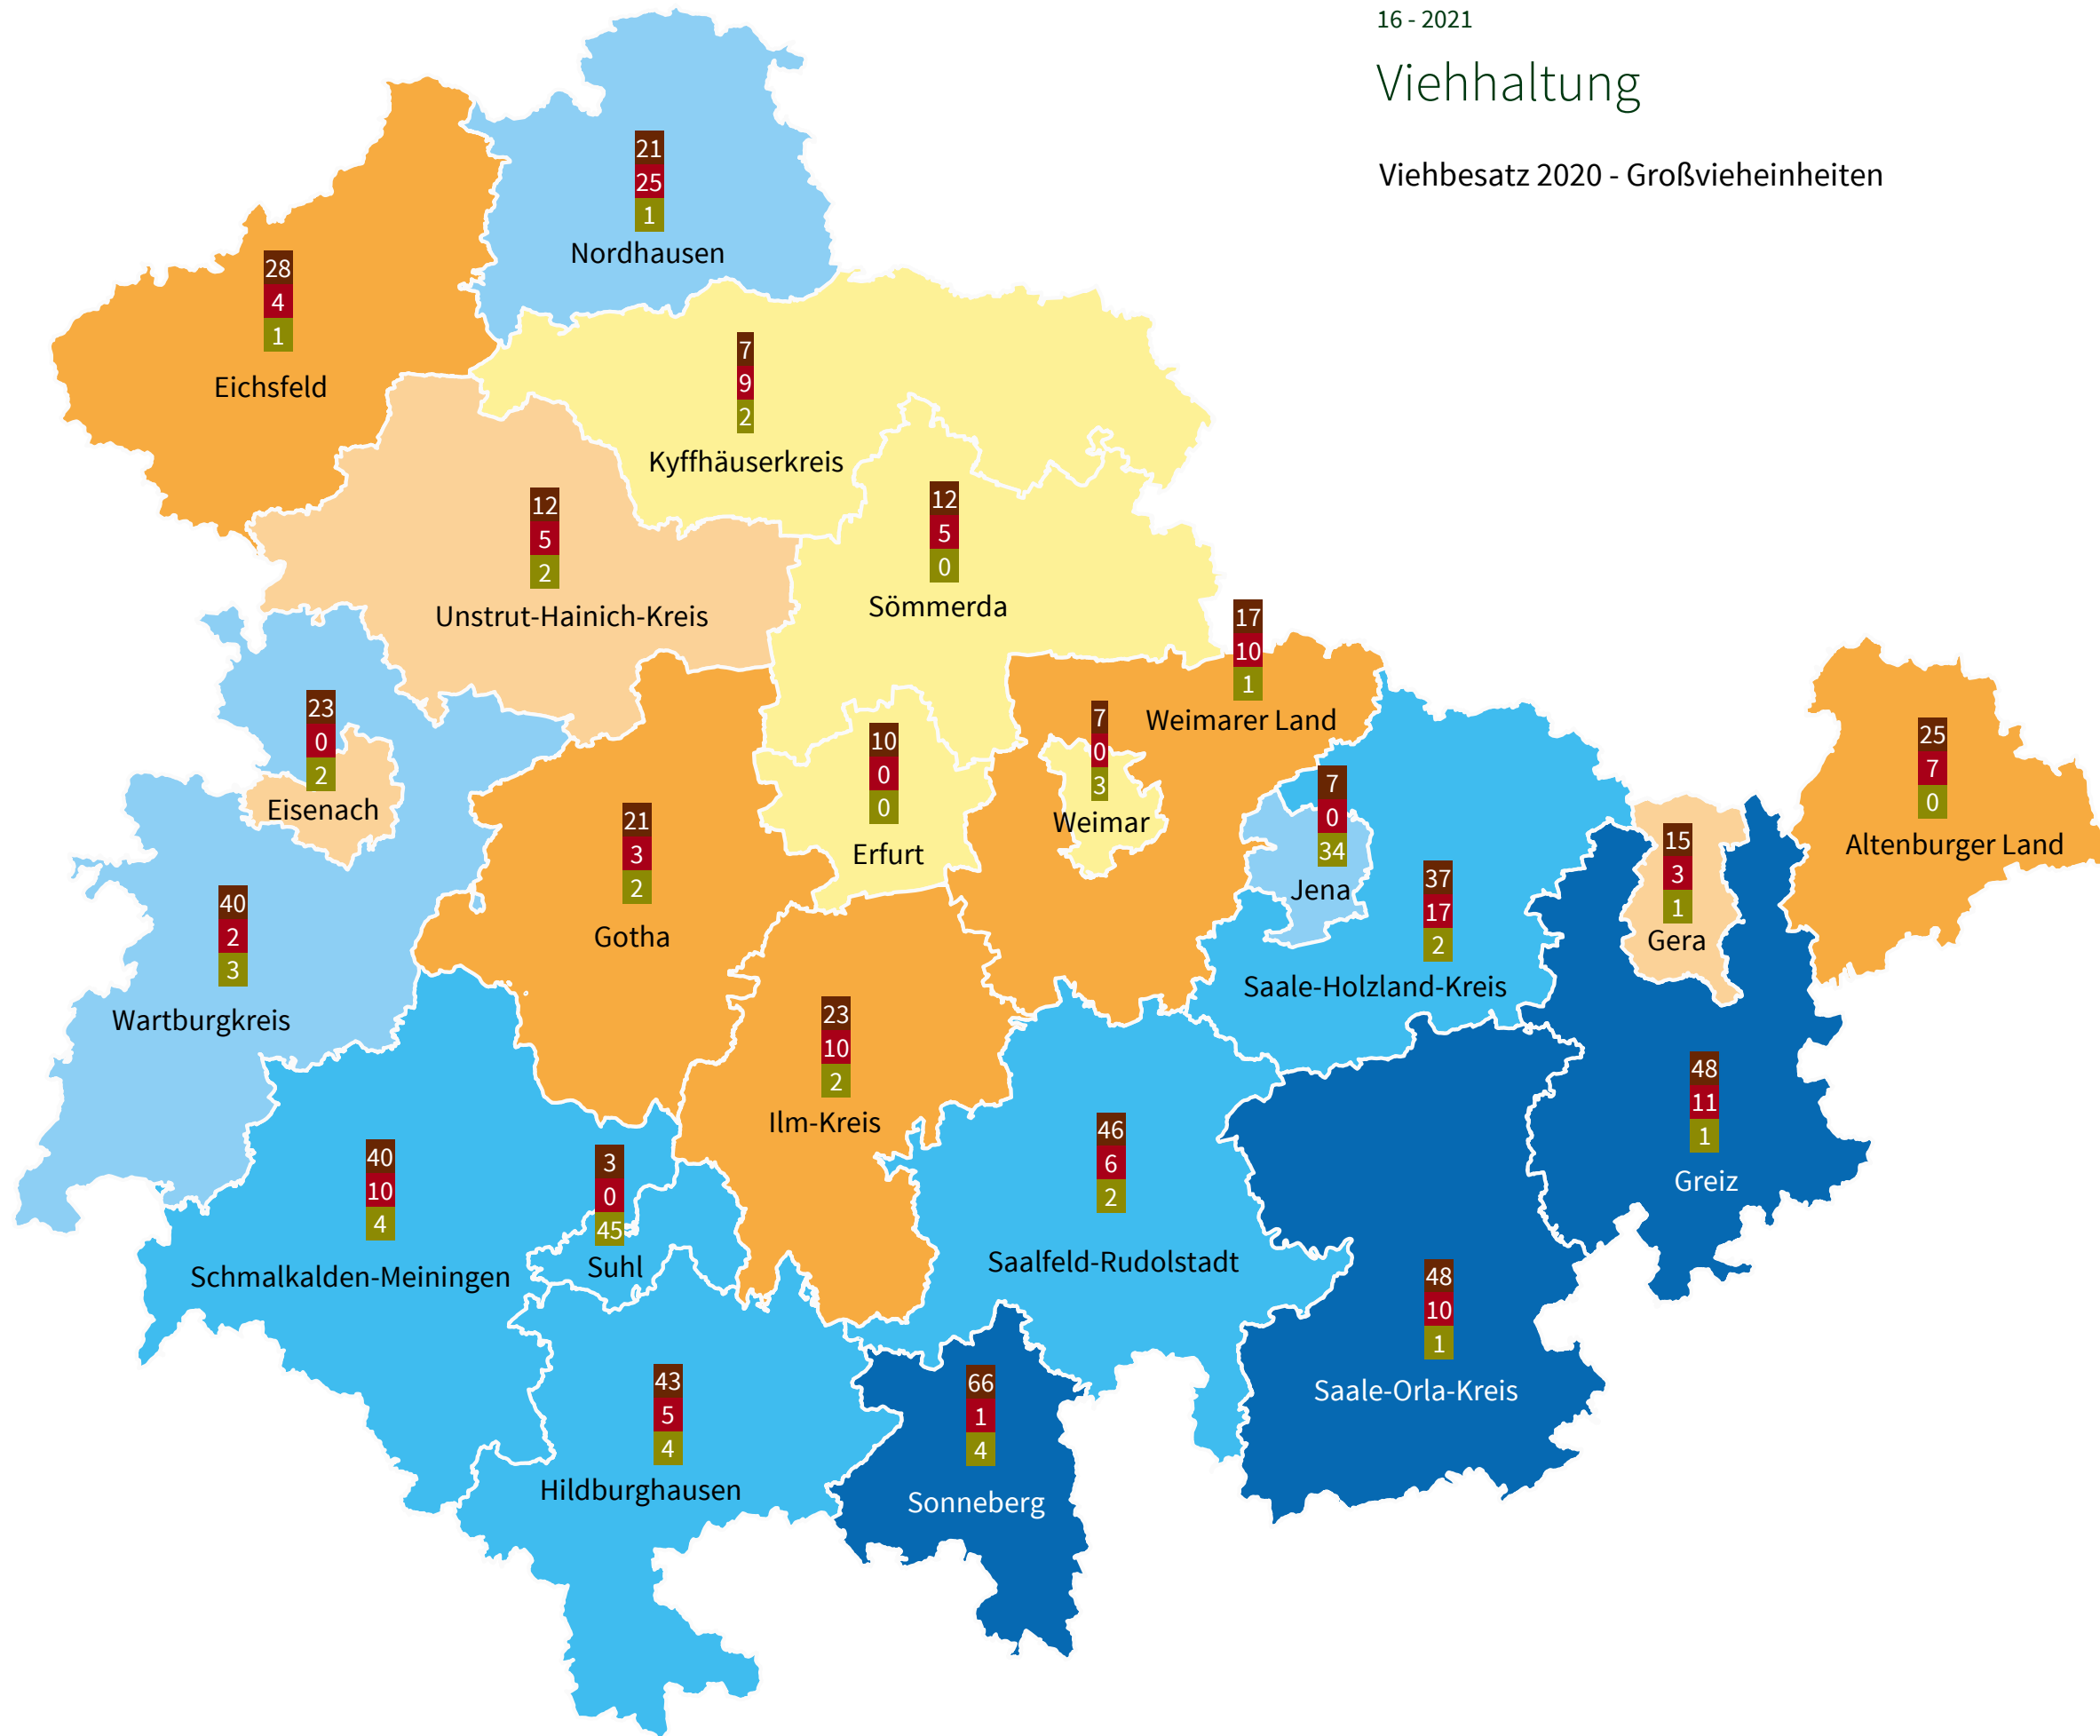 16 - 2021
Viehhaltung
Viehbesatz 2020 - Großvieheinheiten
21
25
1
Nordhausen
28
4
1
Eichsfeld
7
9
2
Kyffhäuserkreis
12
5
0
Sömmerda
12
5
2
Unstrut-Hainich-Kreis
17
10
1
Weimarer Land
23
0
2
Eisenach
7
0
3
Weimar
10
0
0
Erfurt
7
0
34
Jena
25
7
0
Altenburger Land
21
3
2
Gotha
15
3
1
Gera
37
17
2
Saale-Holzland-Kreis
40
2
3
Wartburgkreis
23
10
2
Ilm-Kreis
48
11
1
Greiz
46
6
2
Saalfeld-Rudolstadt
40
10
4
Schmalkalden-Meiningen
3
0
45
Suhl
48
10
1
Saale-Orla-Kreis
43
5
4
Hildburghausen
66
1
4
Sonneberg